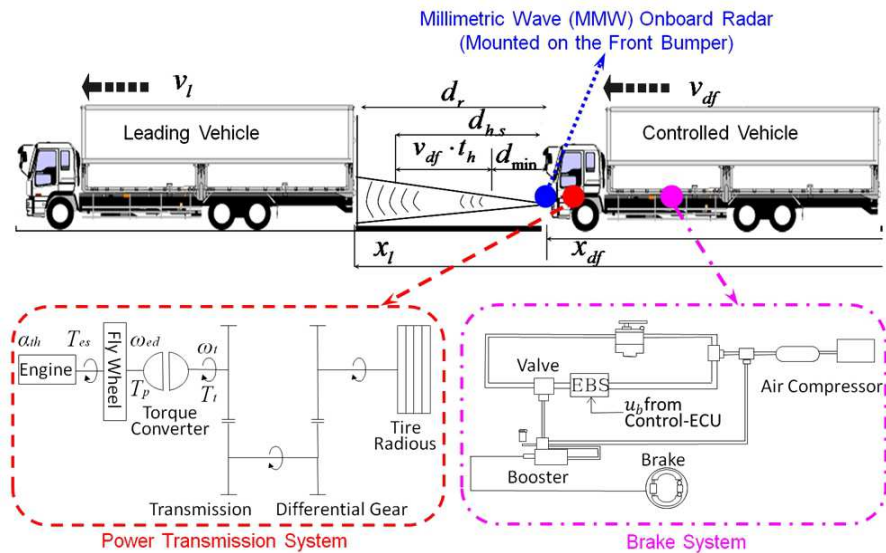 Millimetric Wave (MMW) Onboard Radar
(Mounted on the Front Bumper)
v_l
d_r
v_df
Leading Vehicle
d_h.s
Controlled Vehicle
v_df · t_h
d_min
x_l
x_df
α_th
T_es
Fly Wheel
ω_ed
ω_t
Engine
T_p
T_t
Torque
Converter
Tire
Radious
Transmission
Differential Gear
Power Transmission System
Valve
EBS
Air Compressor
u_b from
Control-ECU
Booster
Brake
Brake System